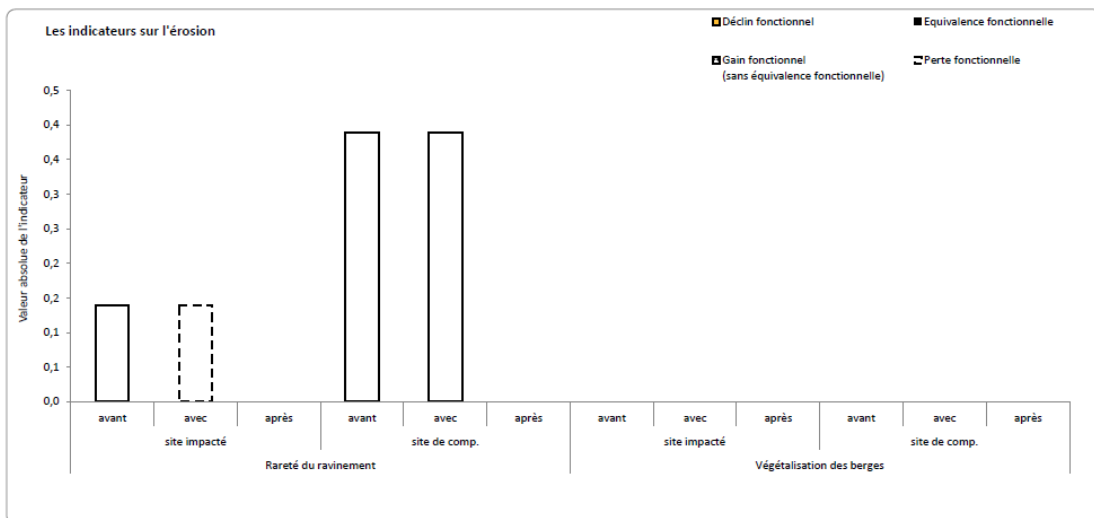 Les indicateurs sur l'érosion
Déclin fonctionnel
Equivalence fonctionnelle
Gain fonctionnel
(sans équivalence fonctionnelle)
Perte fonctionnelle
Valeur absolue de l'indicateur
0,5
0,4
0,4
0,3
0,3
0,2
0,2
0,1
0,1
0,0
avant avec après avant avec après avant avec après avant avec après
site impacté site de comp. site impacté site de comp.
Rareté du ravinement Végétalisation des berges